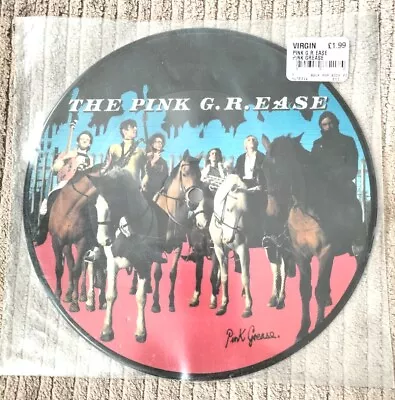 VIRGIN £1.99
PINK G.R.EASE
PINK GREASE
THE PINK G.R.EASE
Pink Grease.